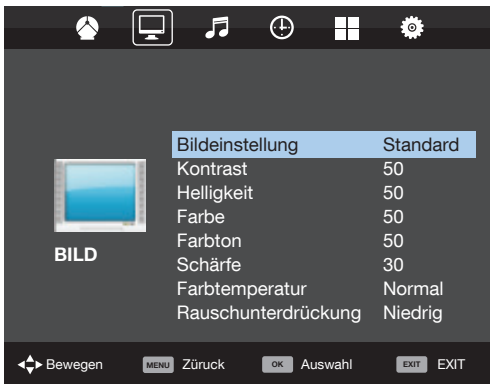 Bildeinstellung Standard
Kontrast 50
Helligkeit 50
Farbe 50
Farbton 50
Schärfe 30
Farbtemperatur Normal
Rauschunterdrückung Niedrig
BILD
Bewegen MENU Züruck OK Auswahl EXIT EXIT